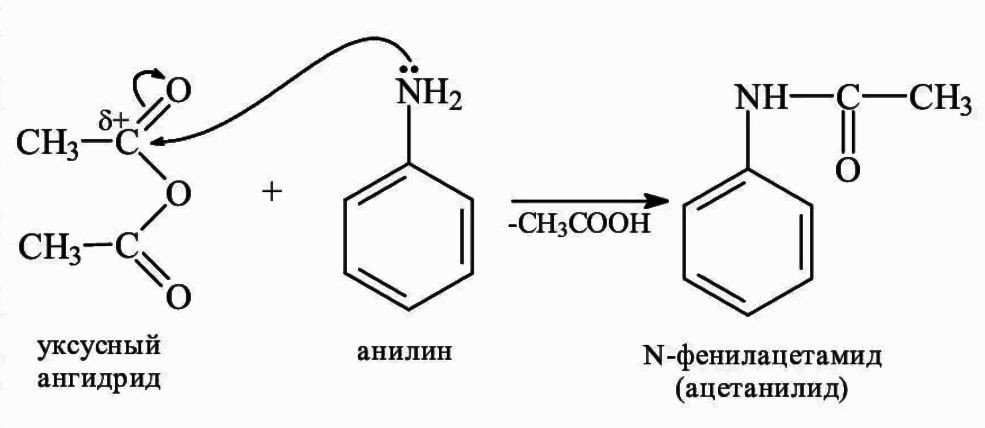 O
NH₂
NH—C—CH₃
δ+
CH₃—C
O
O
+
-CH₃COOH
CH₃—C
O
уксусный
ангидрид
анилин
N-фенилацетамид
(ацетанилид)